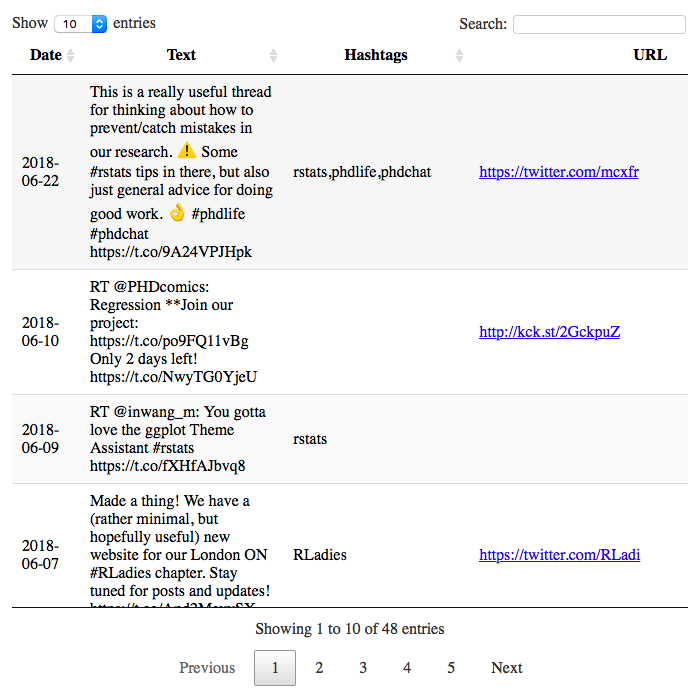 Show 10 entries Search:
Date Text Hashtags URL
This is a really useful thread
for thinking about how to
prevent/catch mistakes in
our research. ⚠️ Some
2018-
06-22
#rstats tips in there, but also
just general advice for doing
good work. 👌 #phdlife
#phdchat
https://t.co/9A24VPJHpk
rstats,phdlife,phdchat
https://twitter.com/mcxfr
2018-
06-10
RT @PHDcomics:
Regression **Join our
project:
https://t.co/po9FQ11vBg
Only 2 days left!
https://t.co/NwyTG0YjeU
http://kck.st/2GckpuZ
2018-
06-09
RT @inwang_m: You gotta
love the ggplot Theme
Assistant #rstats
https://t.co/fXHfAJbvq8
rstats
2018-
06-07
Made a thing! We have a
(rather minimal, but
hopefully useful) new
website for our London ON
#RLadies chapter. Stay
tuned for posts and updates!
RLadies
https://twitter.com/RLadi
Showing 1 to 10 of 48 entries
Previous 1 2 3 4 5 Next